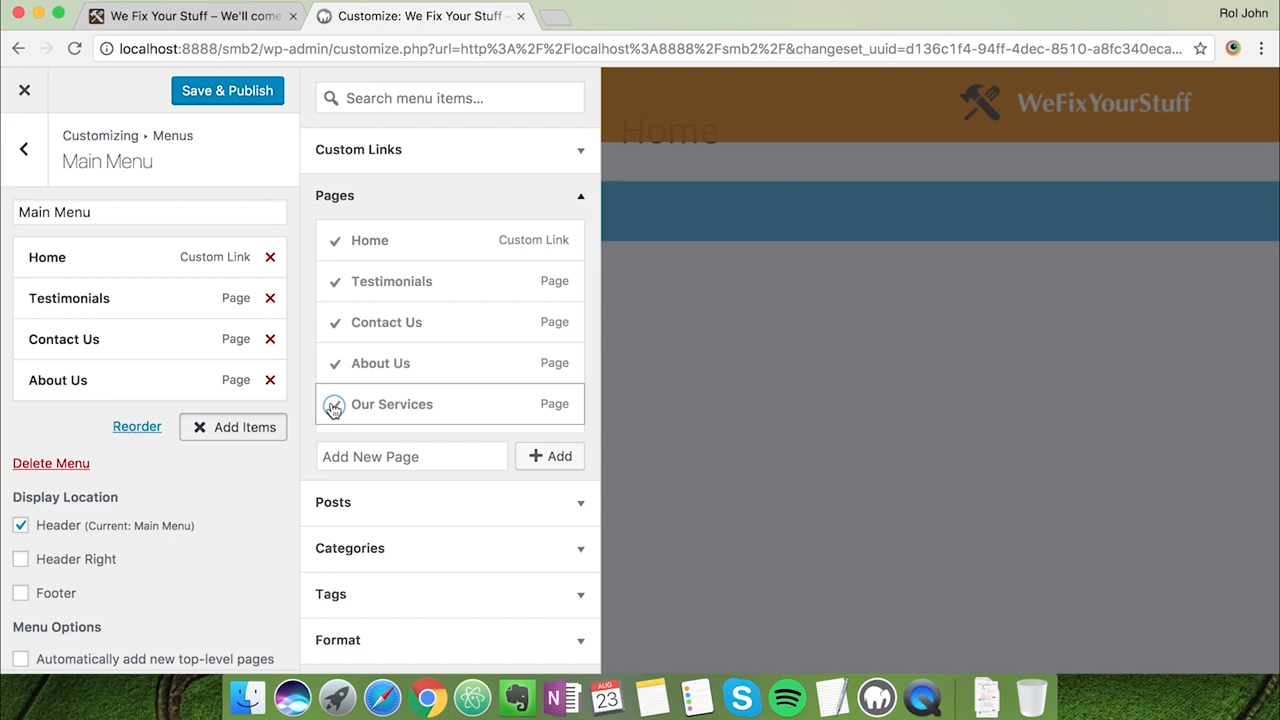 We Fix Your Stuff – We'll come
Customize: We Fix Your Stuff –
Rol John
localhost:8888/smb2/wp-admin/customize.php?url=http%3A%2F%2Flocalhost%3A8888%2Fsmb2%2F&changeset_uuid=d136c1f4-94ff-4dec-8510-a8fc340eca...
Save & Publish
Customizing ▸ Menus
Main Menu
Main Menu
Home Custom Link
Testimonials Page
Contact Us Page
About Us Page
Reorder
Add Items
Delete Menu
Display Location
Header (Current: Main Menu)
Header Right
Footer
Menu Options
Automatically add new top-level pages
Search menu items...
Custom Links
Pages
Home Custom Link
Testimonials Page
Contact Us Page
About Us Page
Our Services Page
Add New Page
Add
Posts
Categories
Tags
Format
WeFixYourStuff
Home
AUG
23